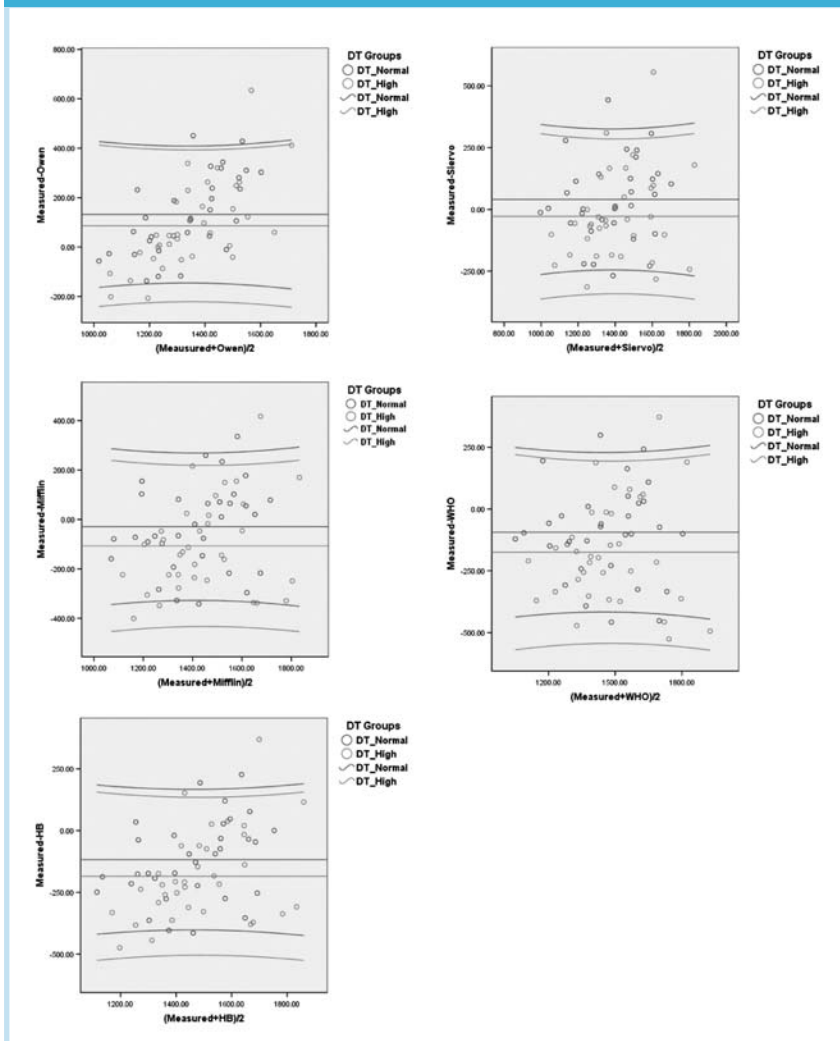 DT Groups
DT_Normal
DT_High
DT_Normal
DT_High
800.00
600.00
400.00
200.00
0.00
-200.00
Measured-Owen
1000.00 1200.00 1400.00 1600.00 1800.00
(Meausured+Owen)/2
DT Groups
DT_Normal
DT_High
DT_Normal
DT_High
500.00
250.00
0.00
-250.00
Measured-Siervo
800.00 1000.00 1200.00 1400.00 1600.00 1800.00 2000.00
(Measured+Siervo)/2
DT Groups
DT_Normal
DT_High
DT_Normal
DT_High
400.00
200.00
0.00
-200.00
-400.00
Measured-Mifflin
1000.00 1200.00 1400.00 1600.00 1800.00
(Measured+Mifflin)/2
DT Groups
DT_Normal
DT_High
DT_Normal
DT_High
250.00
0.00
-250.00
-500.00
Measured-WHO
1200.00 1500.00 1800.00
(Measured+WHO)/2
DT Groups
DT_Normal
DT_High
DT_Normal
DT_High
250.00
0.00
-250.00
-500.00
Measured-HB
1200.00 1400.00 1600.00 1800.00
(Measured+HB)/2